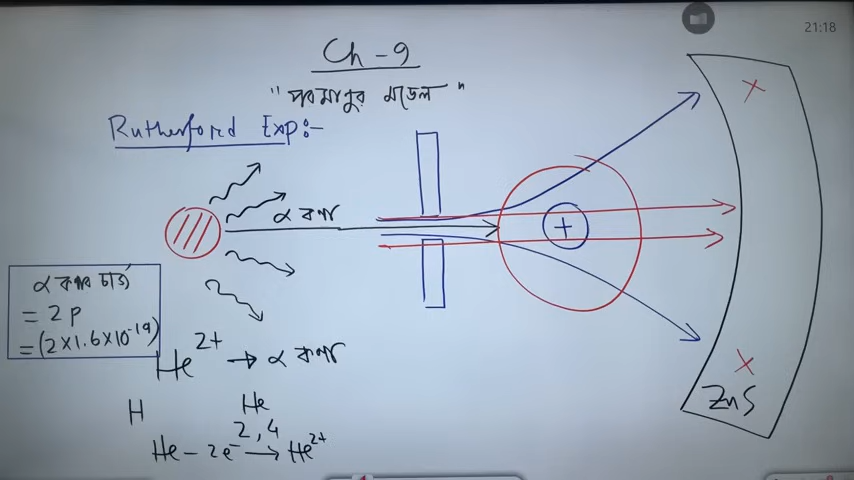 21:18
Ch - 9
"পরমাণুর মডেল"
Rutherford Exp:-
α কণা
+
α কণার চার্জ
= 2p
= (2×1.6×10⁻¹⁹)
He²⁺ → α কণা
H He
2, 4
He - 2e⁻ → He²⁺
ZnS